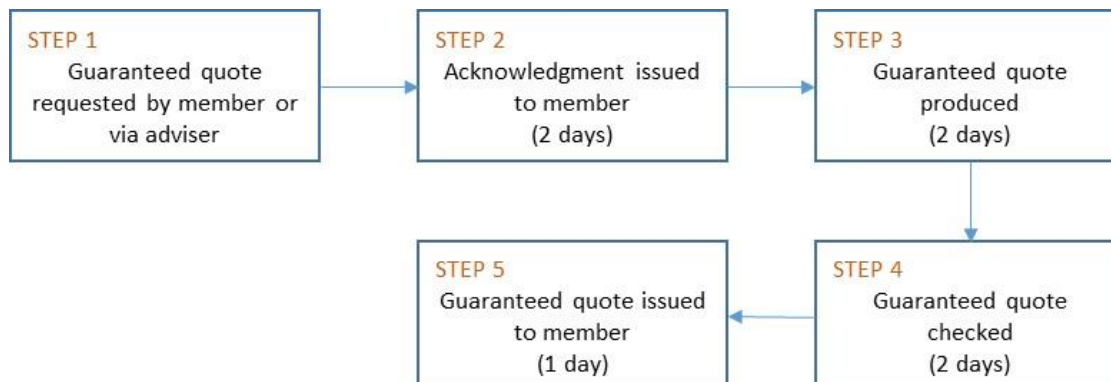 STEP 1
Guaranteed quote
requested by member or
via adviser
STEP 2
Acknowledgment issued
to member
(2 days)
STEP 3
Guaranteed quote
produced
(2 days)
STEP 4
Guaranteed quote
checked
(2 days)
STEP 5
Guaranteed quote issued
to member
(1 day)